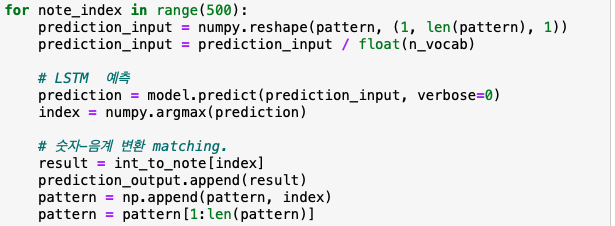 for note_index in range(500):
    prediction_input = numpy.reshape(pattern, (1, len(pattern), 1))
    prediction_input = prediction_input / float(n_vocab)

    # LSTM  예측
    prediction = model.predict(prediction_input, verbose=0)
    index = numpy.argmax(prediction)

    # 숫자-음계 변환 matching.
    result = int_to_note[index]
    prediction_output.append(result)
    pattern = np.append(pattern, index)
    pattern = pattern[1:len(pattern)]